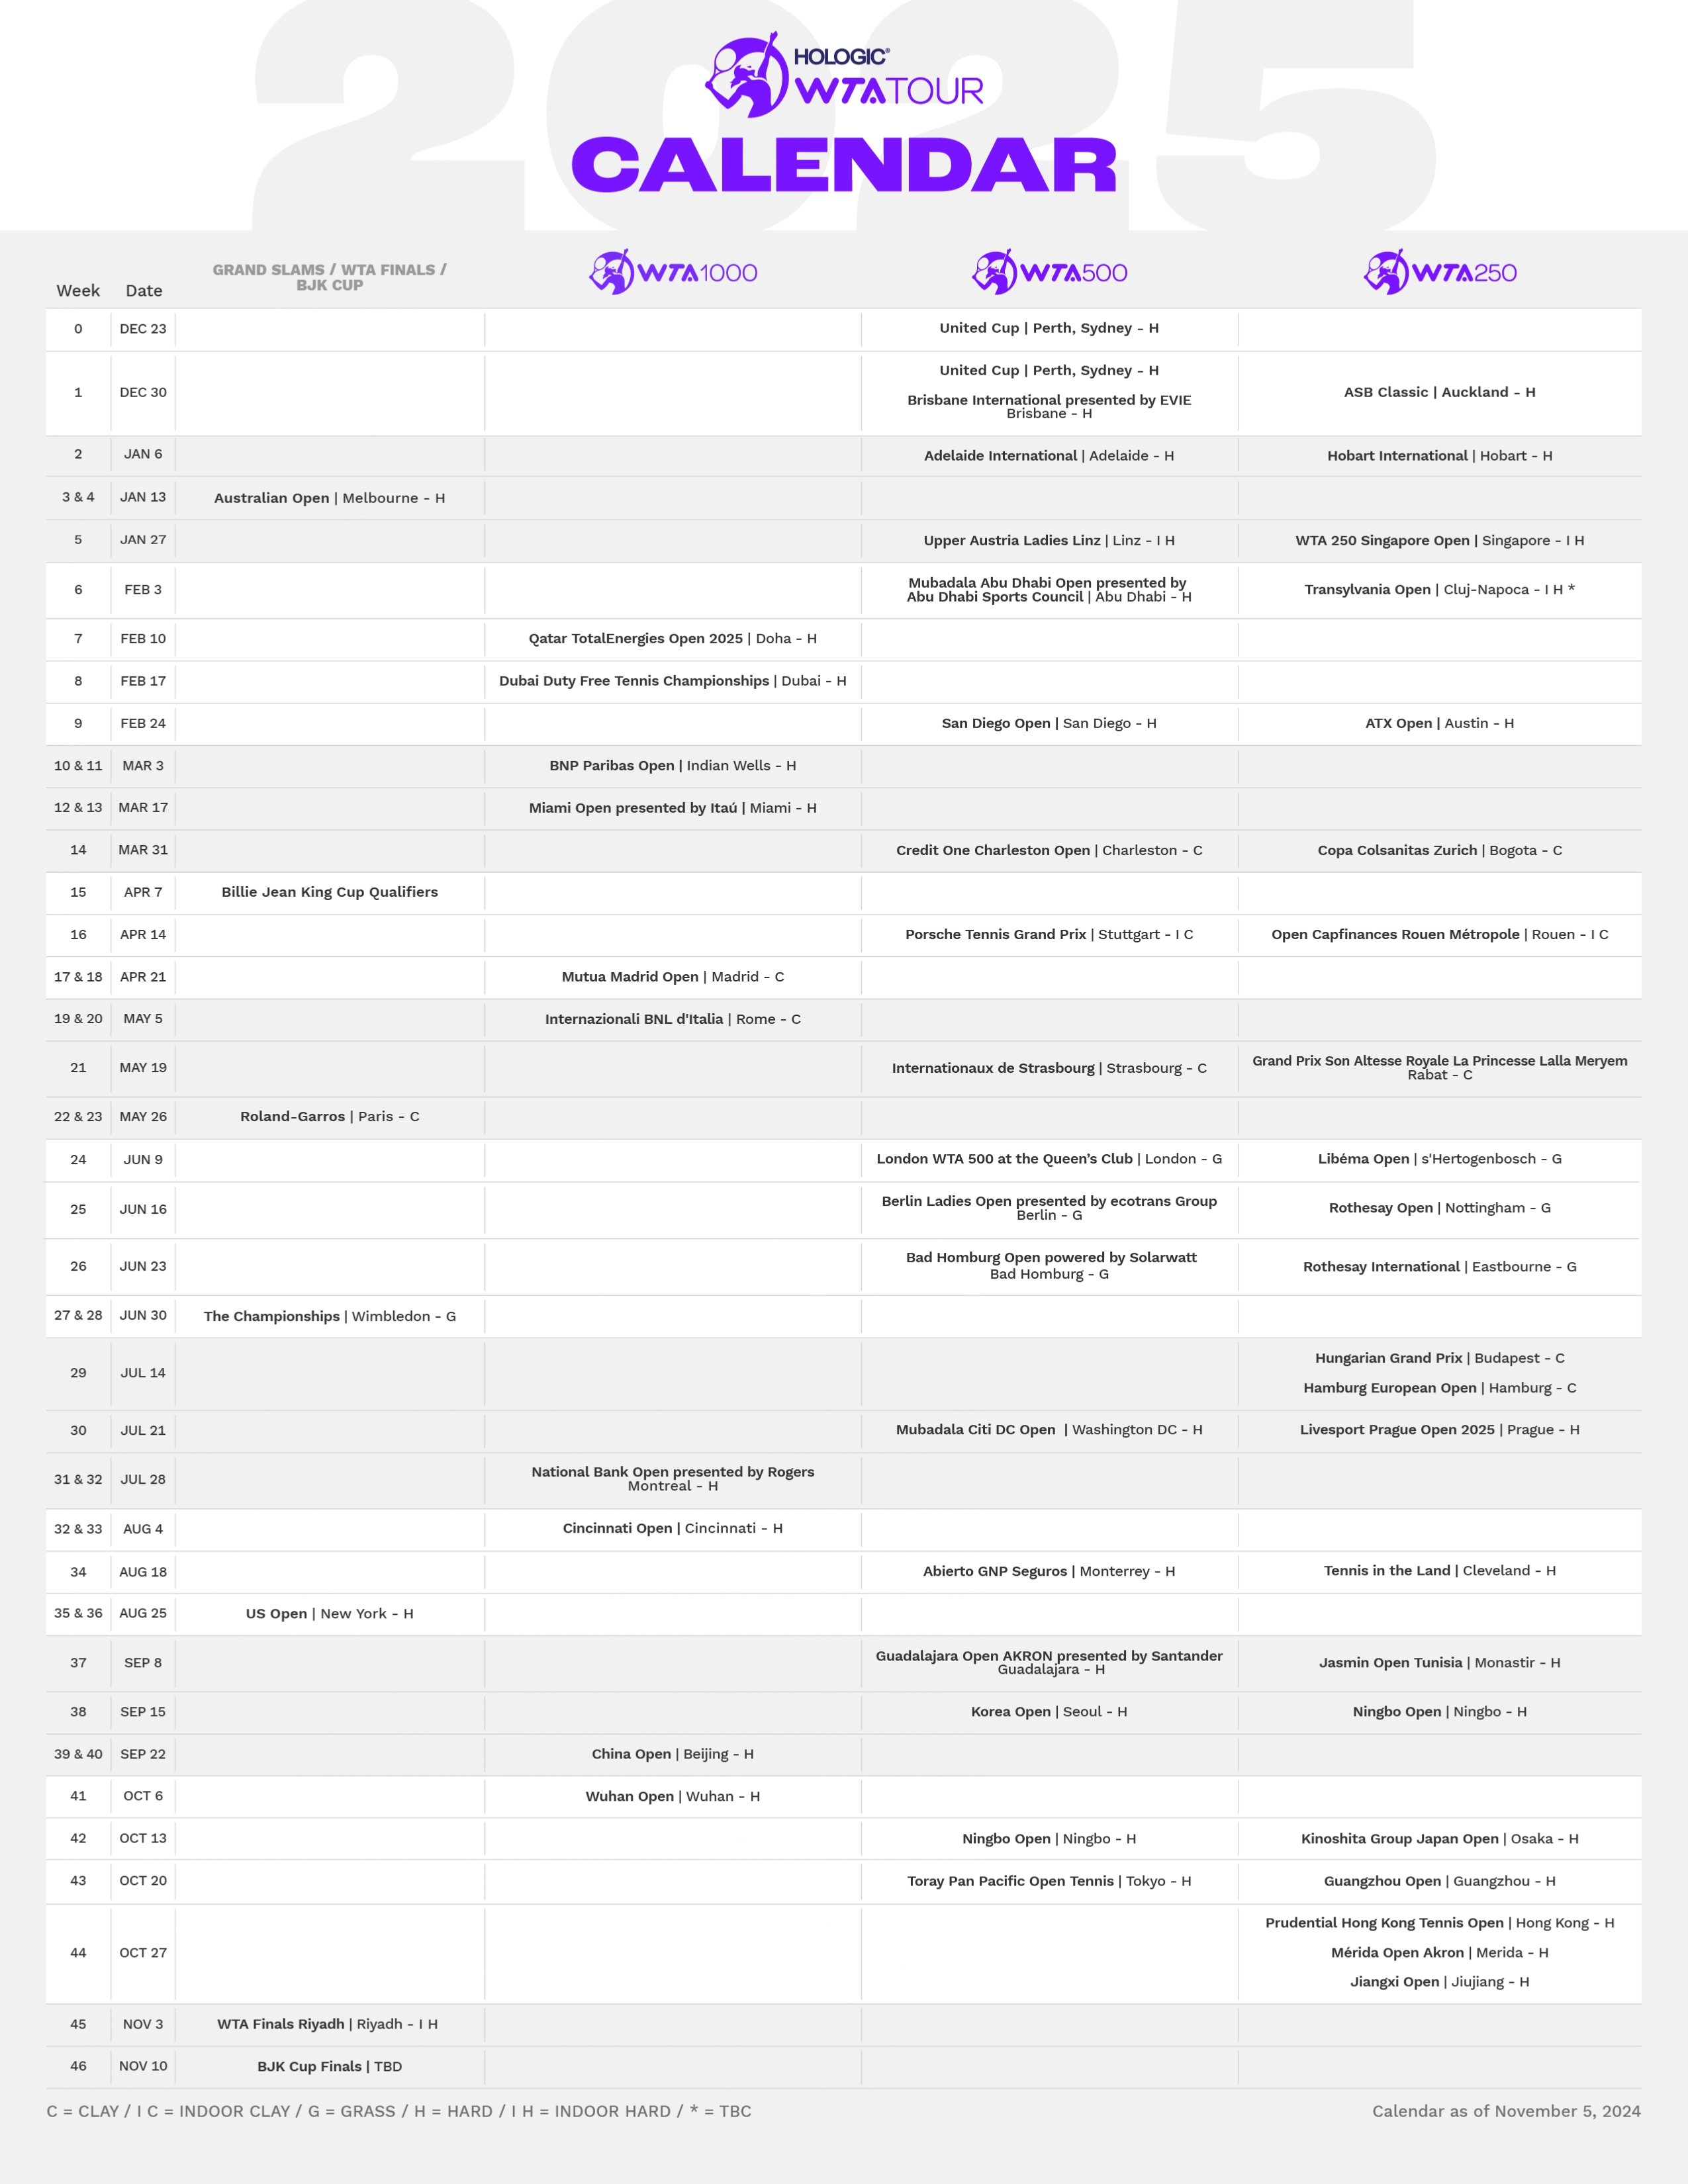 2025
HOLOGIC®
WTATOUR
CALENDAR
Week Date GRAND SLAMS / WTA FINALS /
BJK CUP WTA1000 WTA500 WTA250
0 DEC 23 United Cup | Perth, Sydney - H
1 DEC 30 United Cup | Perth, Sydney - H
Brisbane International presented by EVIE
Brisbane - H
ASB Classic | Auckland - H
2 JAN 6 Adelaide International | Adelaide - H Hobart International | Hobart - H
3 & 4 JAN 13 Australian Open | Melbourne - H
5 JAN 27 Upper Austria Ladies Linz | Linz - I H WTA 250 Singapore Open | Singapore - I H
6 FEB 3 Mubadala Abu Dhabi Open presented by
Abu Dhabi Sports Council | Abu Dhabi - H
Transylvania Open | Cluj-Napoca - I H *
7 FEB 10 Qatar TotalEnergies Open 2025 | Doha - H
8 FEB 17 Dubai Duty Free Tennis Championships | Dubai - H
9 FEB 24 San Diego Open | San Diego - H ATX Open | Austin - H
10 & 11 MAR 3 BNP Paribas Open | Indian Wells - H
12 & 13 MAR 17 Miami Open presented by Itaú | Miami - H
14 MAR 31 Credit One Charleston Open | Charleston - C Copa Colsanitas Zurich | Bogota - C
15 APR 7 Billie Jean King Cup Qualifiers
16 APR 14 Porsche Tennis Grand Prix | Stuttgart - I C Open Capfinances Rouen Métropole | Rouen - I C
17 & 18 APR 21 Mutua Madrid Open | Madrid - C
19 & 20 MAY 5 Internazionali BNL d'Italia | Rome - C
21 MAY 19 Internationaux de Strasbourg | Strasbourg - C Grand Prix Son Altesse Royale La Princesse Lalla Meryem
Rabat - C
22 & 23 MAY 26 Roland-Garros | Paris - C
24 JUN 9 London WTA 500 at the Queen’s Club | London - G Libéma Open | s'Hertogenbosch - G
25 JUN 16 Berlin Ladies Open presented by ecotrans Group
Berlin - G
Rothesay Open | Nottingham - G
26 JUN 23 Bad Homburg Open powered by Solarwatt
Bad Homburg - G
Rothesay International | Eastbourne - G
27 & 28 JUN 30 The Championships | Wimbledon - G
29 JUL 14 Hungarian Grand Prix | Budapest - C
Hamburg European Open | Hamburg - C
30 JUL 21 Mubadala Citi DC Open | Washington DC - H Livesport Prague Open 2025 | Prague - H
31 & 32 JUL 28 National Bank Open presented by Rogers
Montreal - H
32 & 33 AUG 4 Cincinnati Open | Cincinnati - H
34 AUG 18 Abierto GNP Seguros | Monterrey - H Tennis in the Land | Cleveland - H
35 & 36 AUG 25 US Open | New York - H
37 SEP 8 Guadalajara Open AKRON presented by Santander
Guadalajara - H
Jasmin Open Tunisia | Monastir - H
38 SEP 15 Korea Open | Seoul - H Ningbo Open | Ningbo - H
39 & 40 SEP 22 China Open | Beijing - H
41 OCT 6 Wuhan Open | Wuhan - H
42 OCT 13 Ningbo Open | Ningbo - H Kinoshita Group Japan Open | Osaka - H
43 OCT 20 Toray Pan Pacific Open Tennis | Tokyo - H Guangzhou Open | Guangzhou - H
44 OCT 27 Prudential Hong Kong Tennis Open | Hong Kong - H
Mérida Open Akron | Merida - H
Jiangxi Open | Jiujiang - H
45 NOV 3 WTA Finals Riyadh | Riyadh - I H
46 NOV 10 BJK Cup Finals | TBD
C = CLAY / I C = INDOOR CLAY / G = GRASS / H = HARD / I H = INDOOR HARD / * = TBC
Calendar as of November 5, 2024